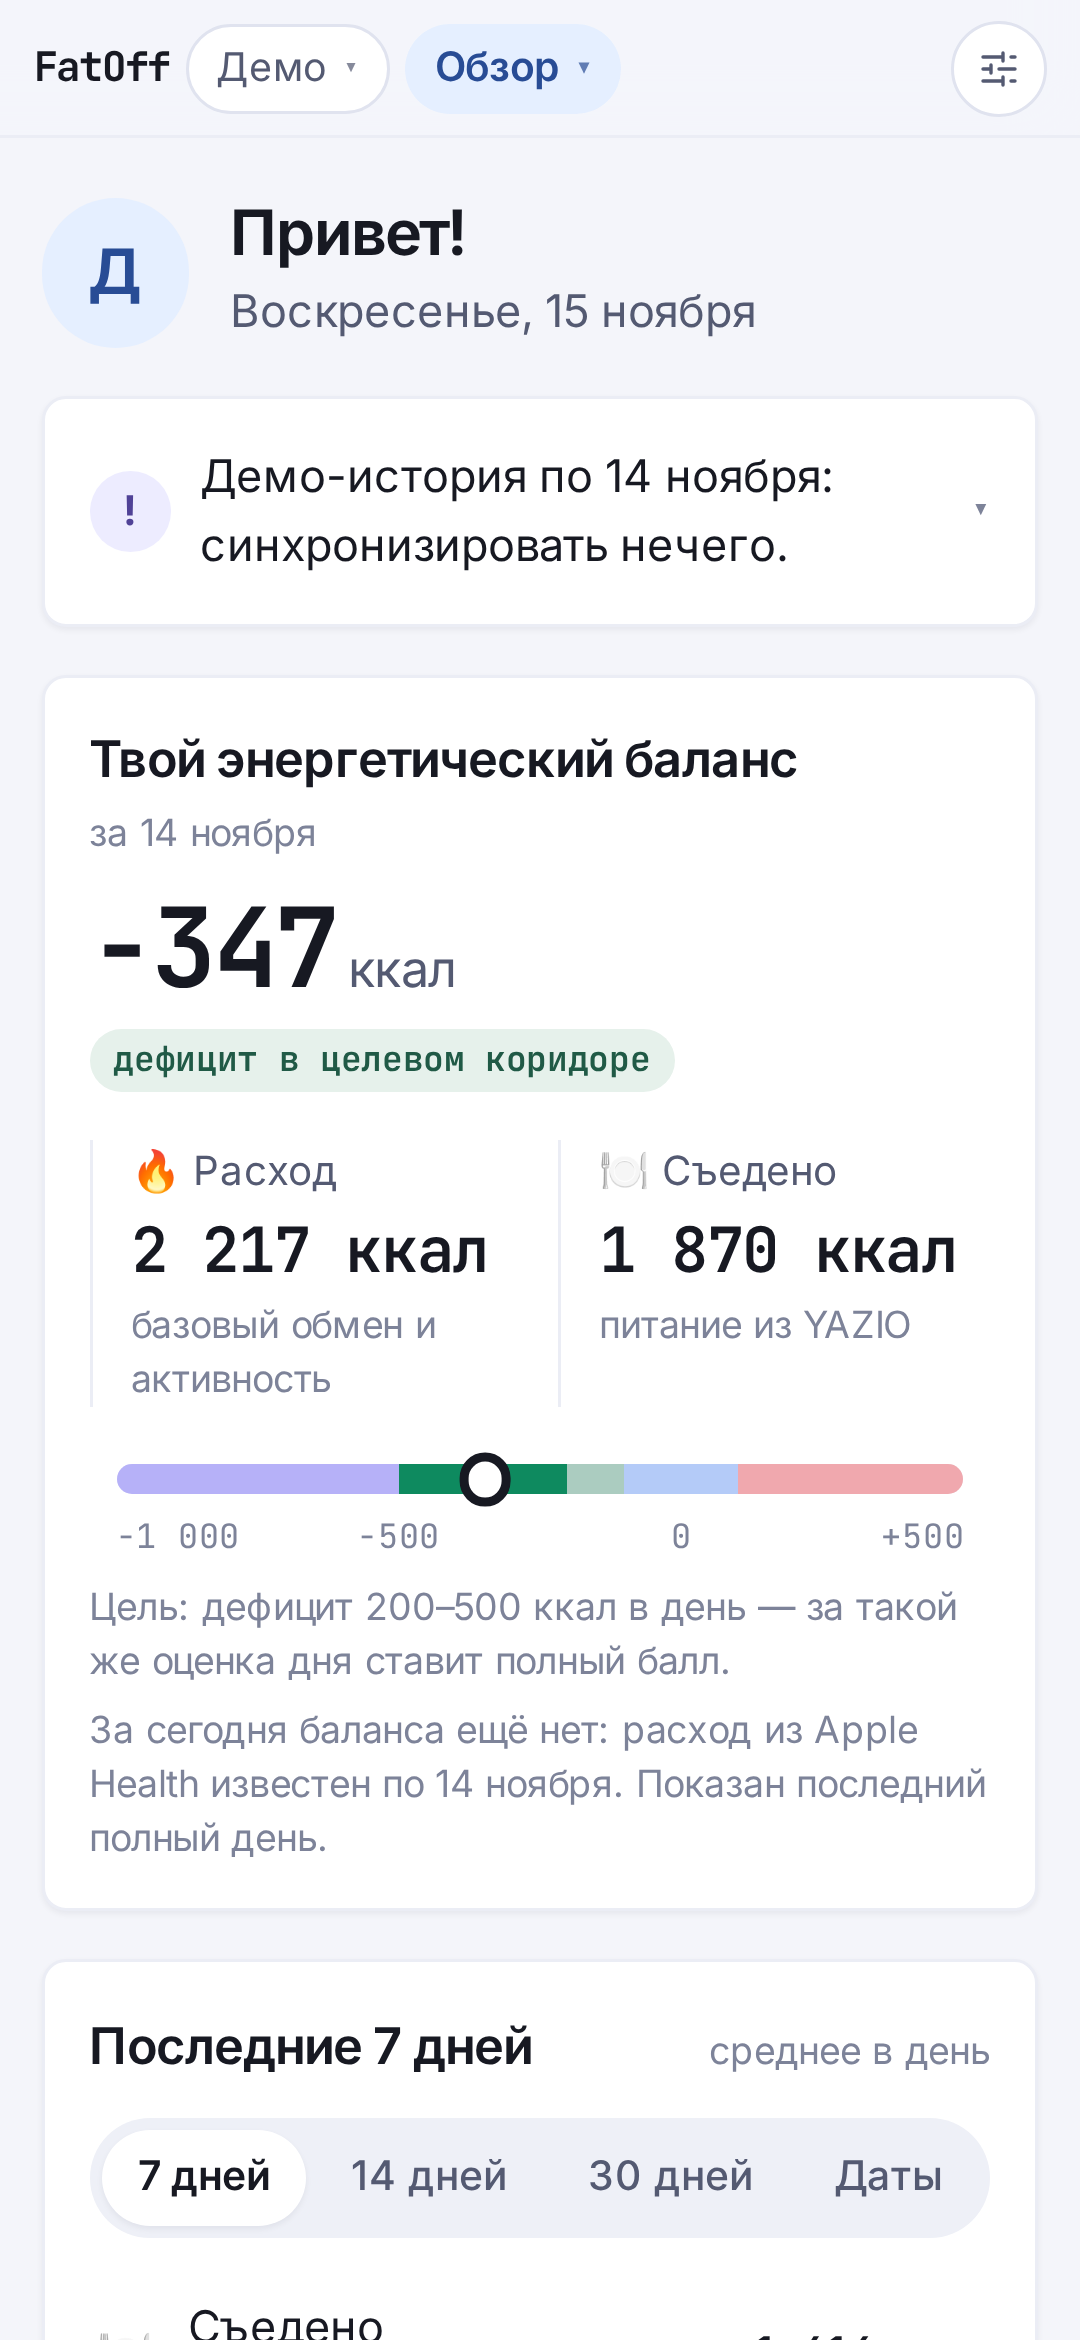 FatOff Демо ▾ Обзор ▾
Д
Привет!
Воскресенье, 15 ноября
!
Демо-история по 14 ноября:
синхронизировать нечего.
Твой энергетический баланс
за 14 ноября
-347 ккал
дефицит в целевом коридоре
🔥 Расход
2 217 ккал
базовый обмен и
активность
🍽️ Съедено
1 870 ккал
питание из YAZIO
-1 000 -500 0 +500
Цель: дефицит 200–500 ккал в день — за такой
же оценка дня ставит полный балл.
За сегодня баланса ещё нет: расход из Apple
Health известен по 14 ноября. Показан последний
полный день.
Последние 7 дней
среднее в день
7 дней 14 дней 30 дней Даты
Съедено